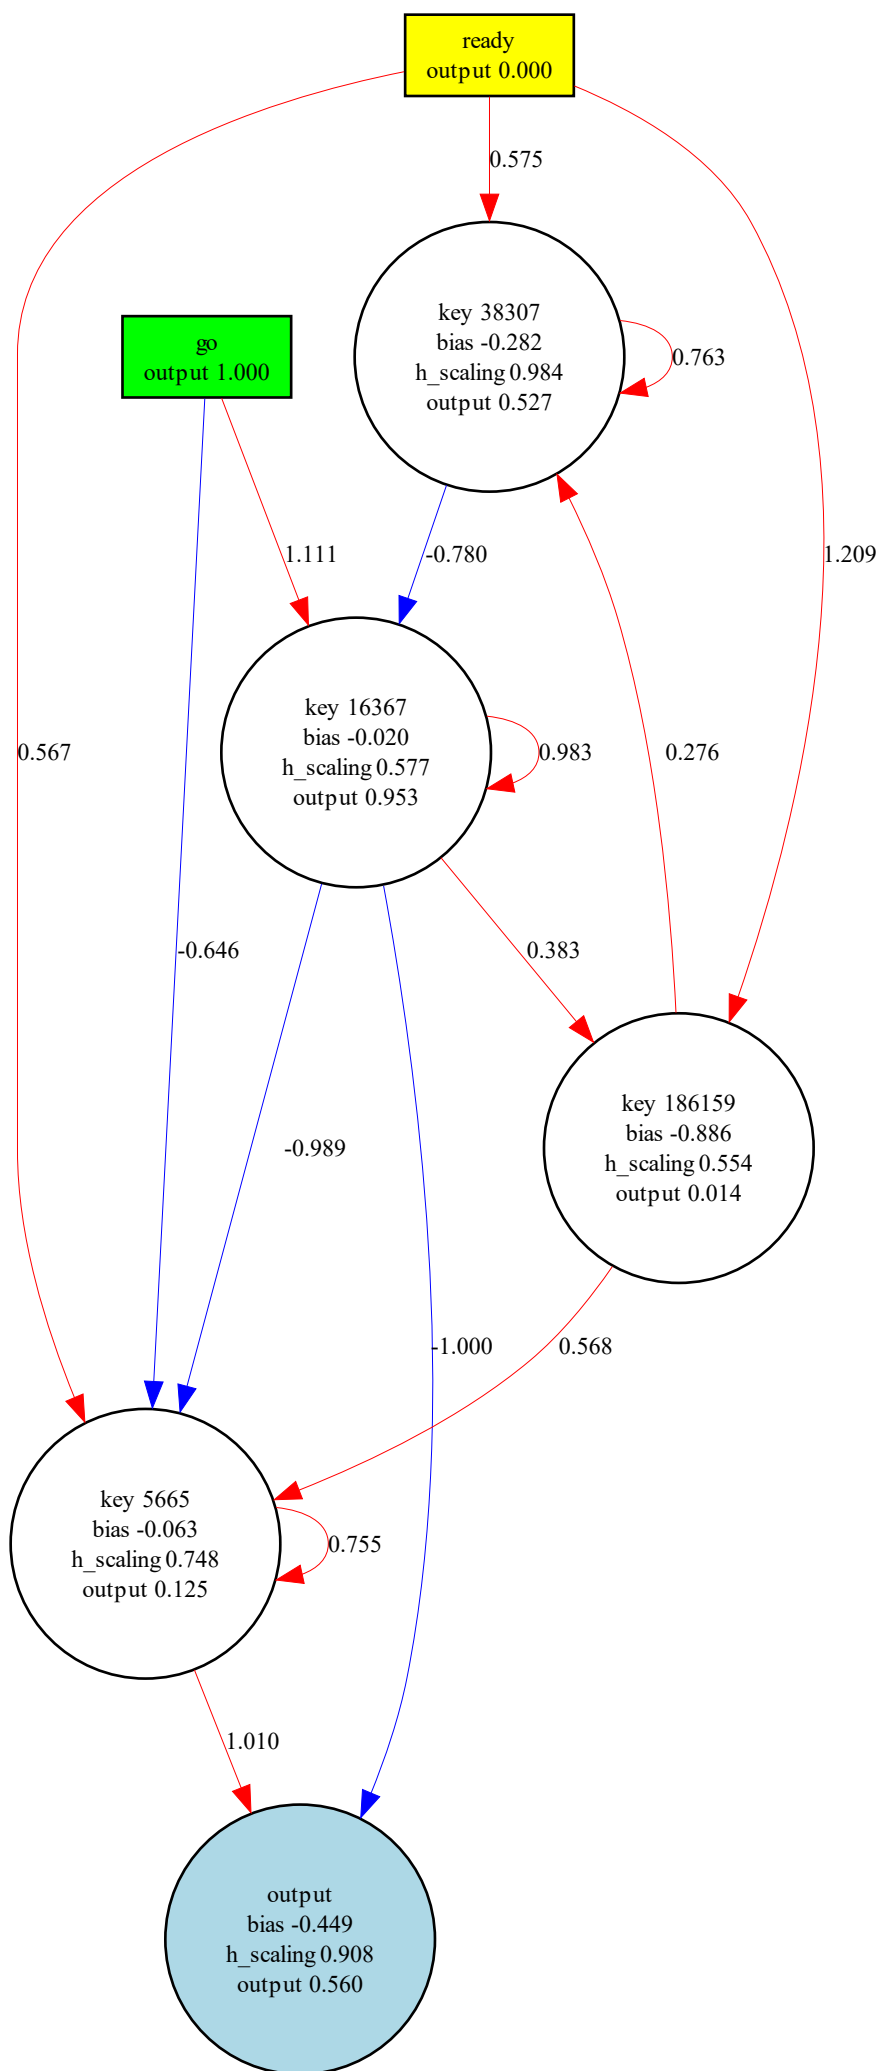 ready
output 0.000
0.575
key 38307
bias -0.282
h_scaling 0.984
output 0.527
0.763
go
output 1.000
1.111
-0.780
1.209
key 16367
bias -0.020
h_scaling 0.577
output 0.953
0.567
0.983
0.276
-0.646
0.383
key 186159
bias -0.886
h_scaling 0.554
output 0.014
-0.989
-1.000
0.568
key 5665
bias -0.063
h_scaling 0.748
output 0.125
0.755
1.010
output
bias -0.449
h_scaling 0.908
output 0.560